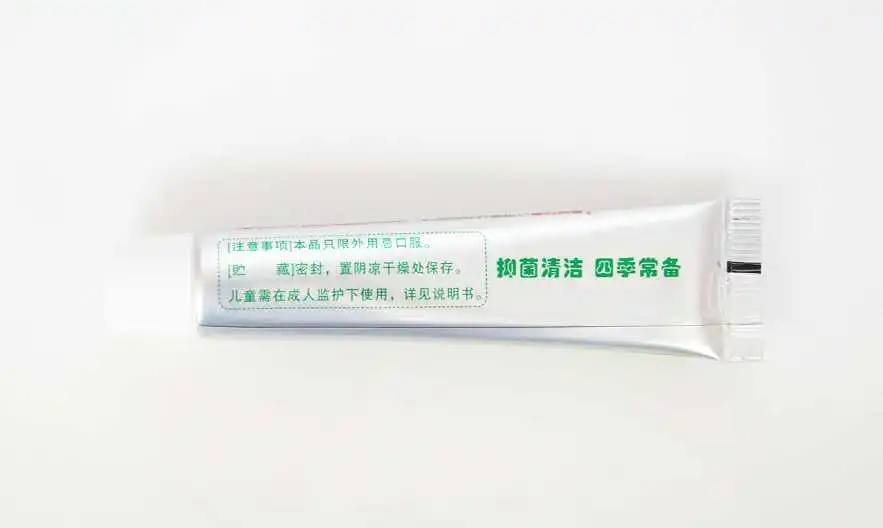 [注意事项]本品只限外用忌口服。
[贮 藏]密封，置阴凉干燥处保存。
儿童需在成人监护下使用，详见说明书。
抑菌清洁 四季常备